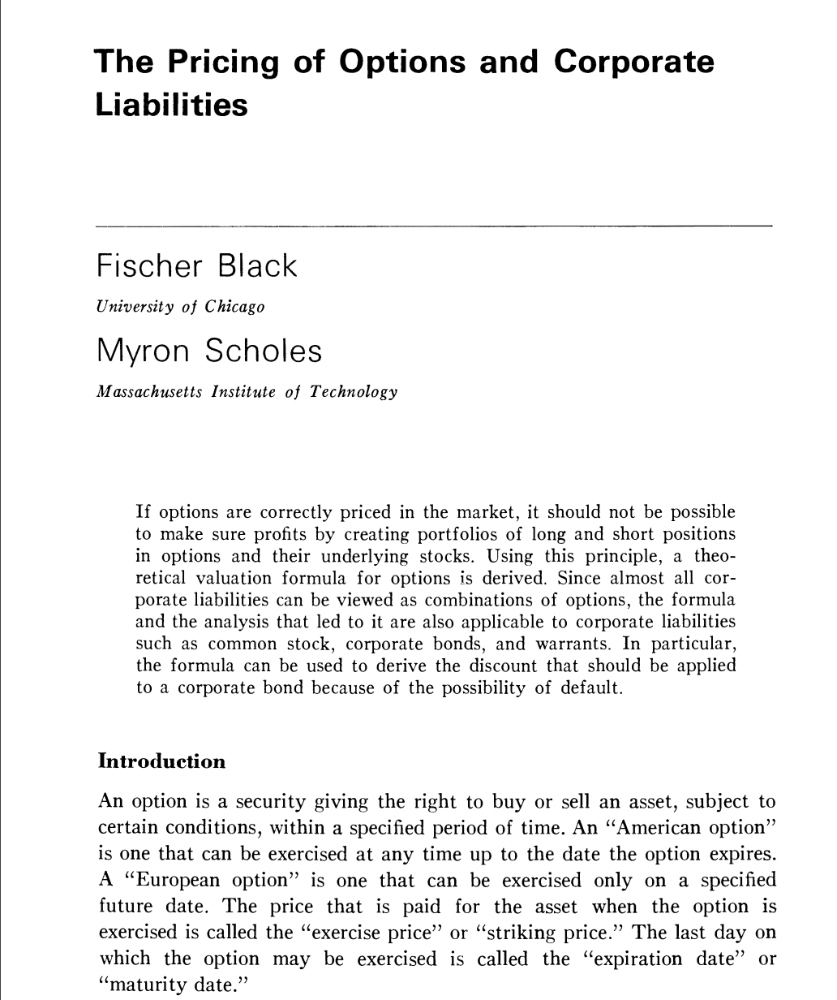 The Pricing of Options and Corporate
Liabilities
Fischer Black
University of Chicago
Myron Scholes
Massachusetts Institute of Technology
If options are correctly priced in the market, it should not be possible
to make sure profits by creating portfolios of long and short positions
in options and their underlying stocks. Using this principle, a theo-
retical valuation formula for options is derived. Since almost all cor-
porate liabilities can be viewed as combinations of options, the formula
and the analysis that led to it are also applicable to corporate liabilities
such as common stock, corporate bonds, and warrants. In particular,
the formula can be used to derive the discount that should be applied
to a corporate bond because of the possibility of default.
Introduction
An option is a security giving the right to buy or sell an asset, subject to
certain conditions, within a specified period of time. An “American option”
is one that can be exercised at any time up to the date the option expires.
A “European option” is one that can be exercised only on a specified
future date. The price that is paid for the asset when the option is
exercised is called the “exercise price” or “striking price.” The last day on
which the option may be exercised is called the “expiration date” or
“maturity date.”